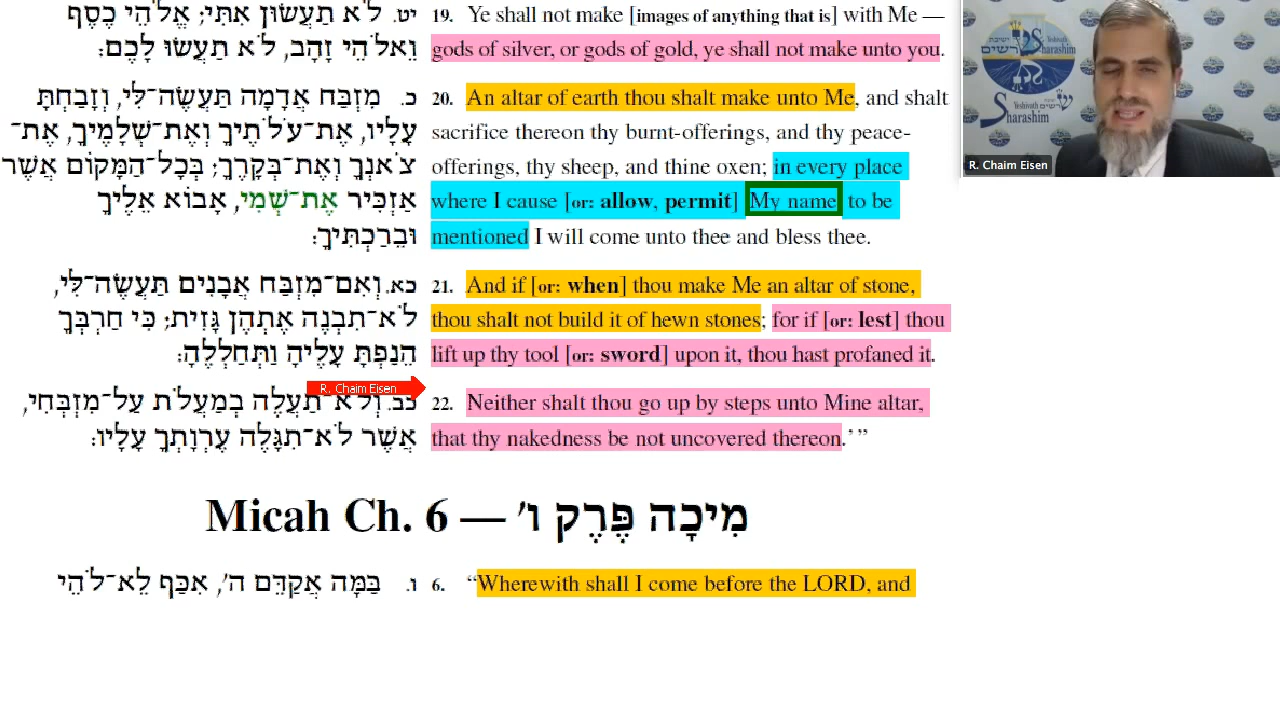 יט. לֹא תַעֲשׂוּן אִתִּי; אֱלֹהֵי כֶסֶף
וֵאלֹהֵי זָהָב, לֹא תַעֲשׂוּ לָכֶם:
19. Ye shall not make [images of anything that is] with Me —
gods of silver, or gods of gold, ye shall not make unto you.
כ. מִזְבַּח אֲדָמָה תַּעֲשֶׂה־לִּי, וְזָבַחְתָּ
עָלָיו, אֶת־עֹלֹתֶיךָ וְאֶת־שְׁלָמֶיךָ, אֶת־
צֹאנְךָ וְאֶת־בְּקָרֶךָ; בְּכָל־הַמָּקוֹם אֲשֶׁר
אַזְכִּיר אֶת־שְׁמִי, אָבוֹא אֵלֶיךָ
וּבֵרַכְתִּיךָ:
20. An altar of earth thou shalt make unto Me, and shalt
sacrifice thereon thy burnt-offerings, and thy peace-
offerings, thy sheep, and thine oxen; in every place
where I cause [or: allow, permit] My name to be
mentioned I will come unto thee and bless thee.
כא. וְאִם־מִזְבַּח אֲבָנִים תַּעֲשֶׂה־לִּי,
לֹא־תִבְנֶה אֶתְהֶן גָּזִית; כִּי חַרְבְּךָ
הֵנַפְתָּ עָלֶיהָ וַתְּחַלְלֶהָ:
21. And if [or: when] thou make Me an altar of stone,
thou shalt not build it of hewn stones; for if [or: lest] thou
lift up thy tool [or: sword] upon it, thou hast profaned it.
R. Chaim Eisen
כב. וְלֹא־תַעֲלֶה בְמַעֲלֹת עַל־מִזְבְּחִי,
אֲשֶׁר לֹא־תִגָּלֶה עֶרְוָתְךָ עָלָיו:
22. Neither shalt thou go up by steps unto Mine altar,
that thy nakedness be not uncovered thereon.’”
Micah Ch. 6 — מִיכָה פֶּרֶק ו'
ו. בַּמָּה אֲקַדֵּם ה', אִכַּף לֵא־לֹהֵי
6. “Wherewith shall I come before the LORD, and
Yeshivath
Sharashim
שרשים
Yeshivath
Sharashim
R. Chaim Eisen